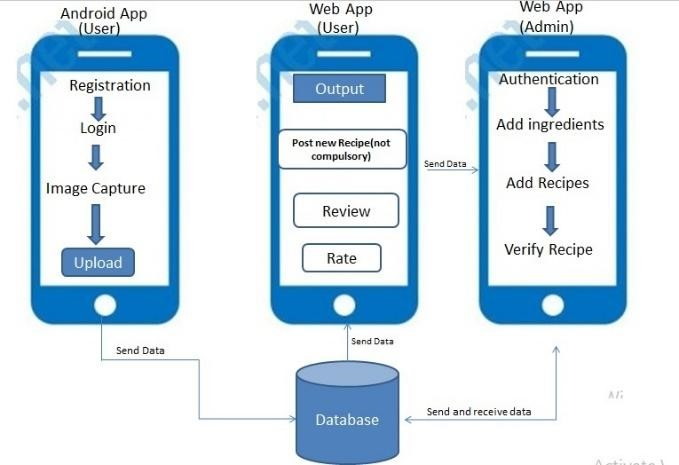 Android App
(User)
Web App
(User)
Web App
(Admin)
Registration
Login
Image Capture
Upload
Output
Post new Recipe(not
compulsory)
Review
Rate
Send Data
Authentication
Add ingredients
Add Recipes
Verify Recipe
Send Data
Send Data
Database
Send and receive data